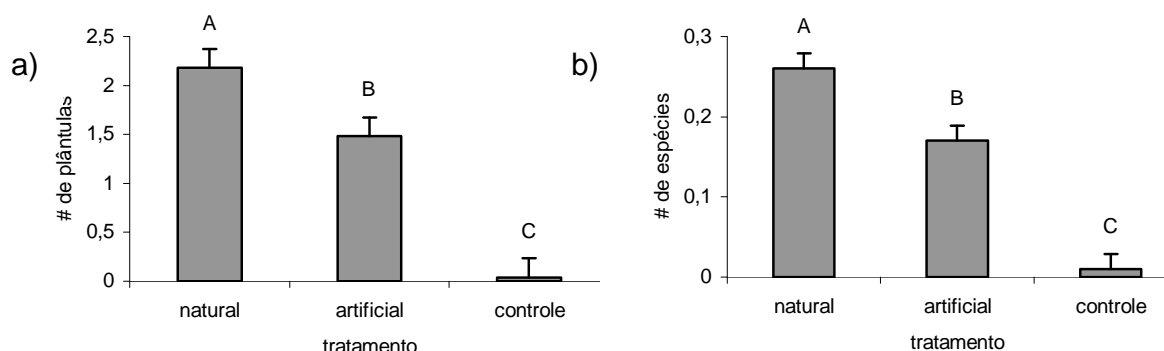 a)
# de plântulas
2,5
2
1,5
1
0,5
0
A
B
C
natural artificial controle
tratamento
b)
# de espécies
0,3
0,2
0,1
0
A
B
C
natural artificial controle
tratamento